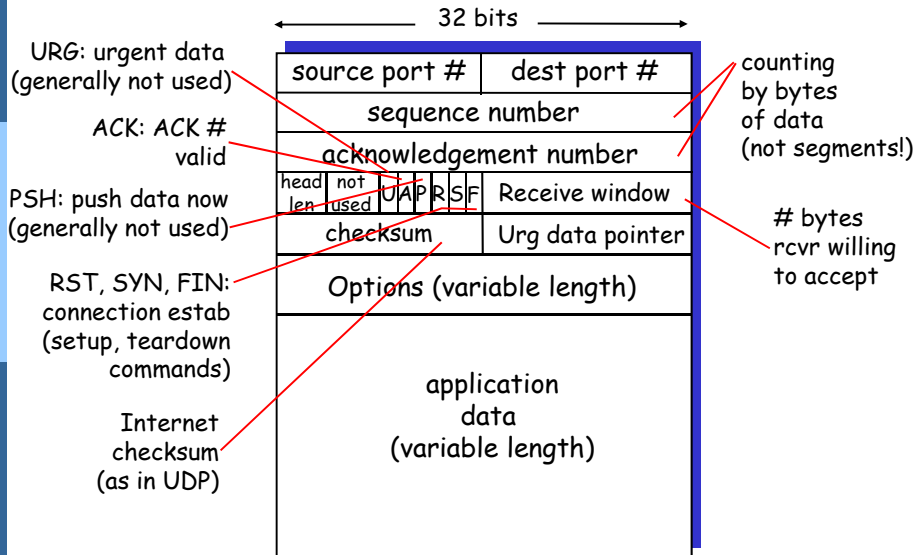 32 bits
URG: urgent data
(generally not used)
ACK: ACK #
valid
PSH: push data now
(generally not used)
RST, SYN, FIN:
connection estab
(setup, teardown
commands)
Internet
checksum
(as in UDP)
source port #
dest port #
sequence number
acknowledgement number
head
len
not
used
U
A
P
R
S
F
Receive window
checksum
Urg data pointer
Options (variable length)
application
data
(variable length)
counting
by bytes
of data
(not segments!)
# bytes
rcvr willing
to accept